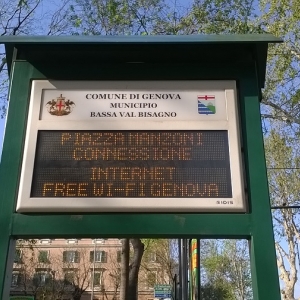 COMUNE DI GENOVA
MUNICIPIO
BASSA VAL BISAGNO
PIAZZA MANZONI
CONNESSIONE
INTERNET
FREE WI-FI GENOVA